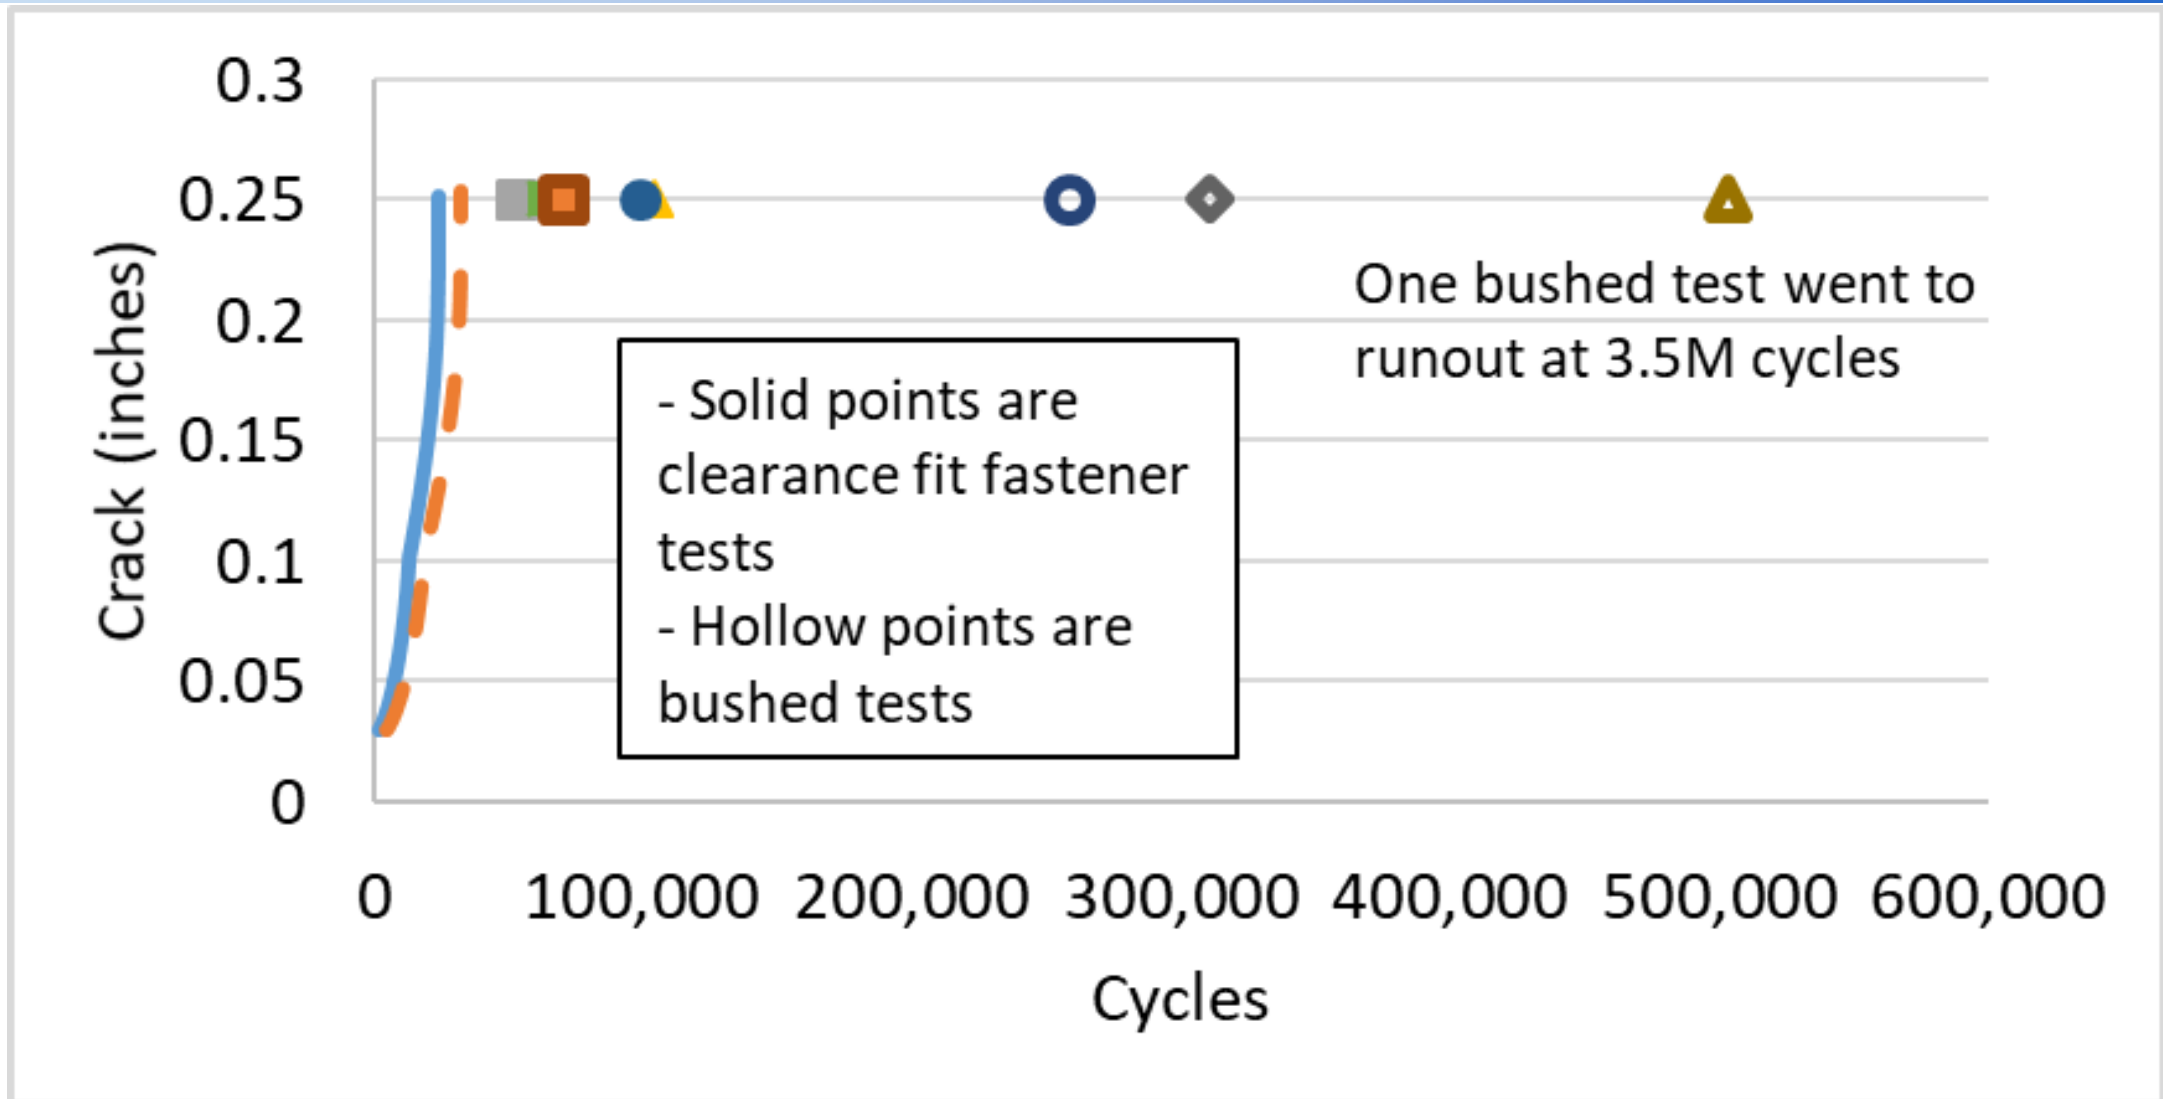 0.3
0.25
0.2
0.15
0.1
0.05
0
Crack (inches)
One bushed test went to
runout at 3.5M cycles
- Solid points are
clearance fit fastener
tests
- Hollow points are
bushed tests
0 100,000 200,000 300,000 400,000 500,000 600,000
Cycles